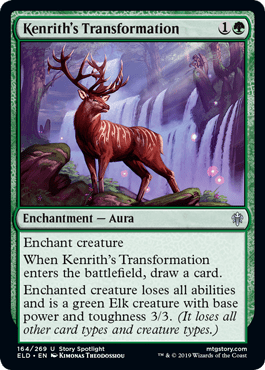 Kenrith's Transformation 1
Enchantment — Aura
Enchant creature
When Kenrith's Transformation
enters the battlefield, draw a card.
Enchanted creature loses all abilities
and is a green Elk creature with base
power and toughness 3/3. (It loses all
other card types and creature types.)
164/269 U Story Spotlight mtgstory.com
ELD • EN Kimonas Theodossiou ™ & © 2019 Wizards of the Coast